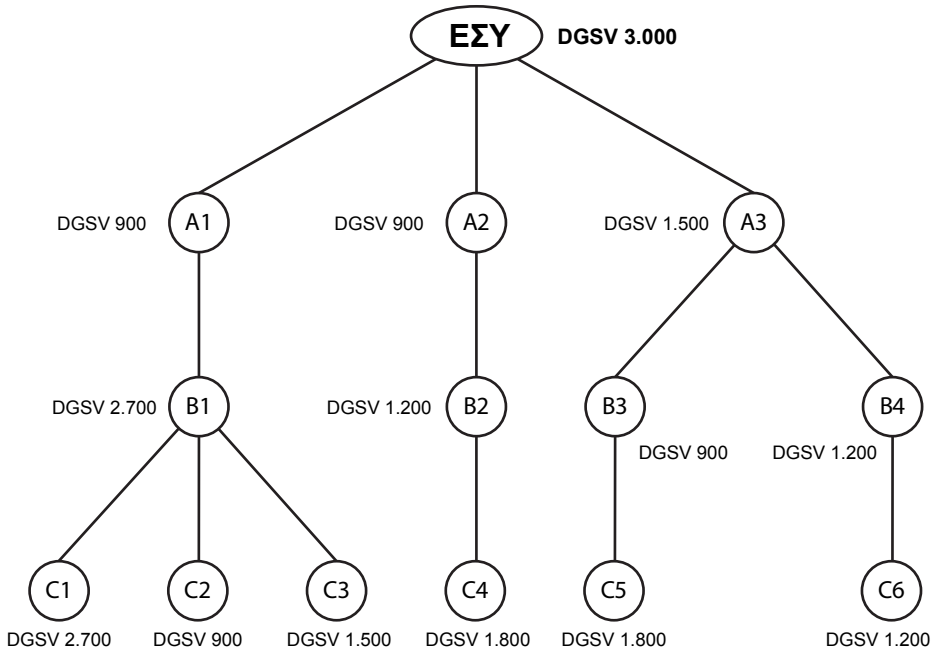 ΕΣΥ DGSV 3.000
DGSV 900 A1 DGSV 900 A2 DGSV 1.500 A3
DGSV 2.700 B1 DGSV 1.200 B2 B3 B4
DGSV 900 DGSV 1.200
C1 C2 C3 C4 C5 C6
DGSV 2.700 DGSV 900 DGSV 1.500 DGSV 1.800 DGSV 1.800 DGSV 1.200